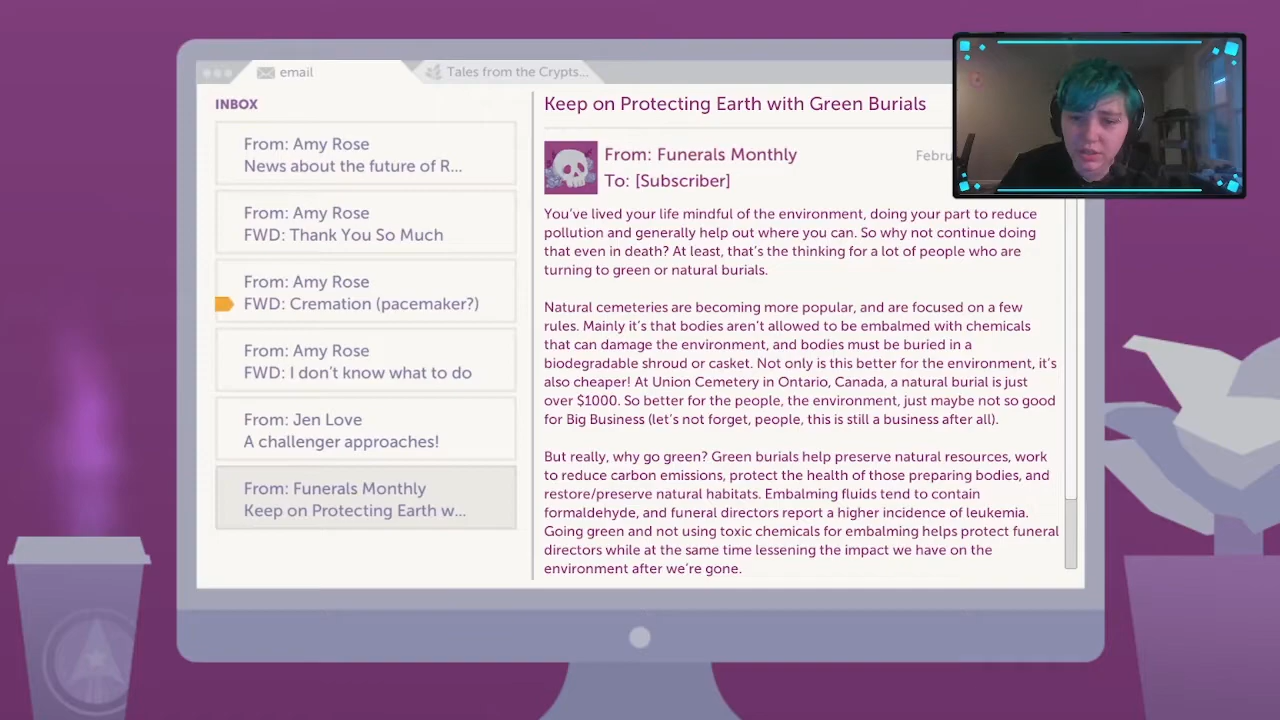 email
Tales from the Crypts...
INBOX
From: Amy Rose
News about the future of R...
From: Amy Rose
FWD: Thank You So Much
From: Amy Rose
FWD: Cremation (pacemaker?)
From: Amy Rose
FWD: I don't know what to do
From: Jen Love
A challenger approaches!
From: Funerals Monthly
Keep on Protecting Earth w...
Keep on Protecting Earth with Green Burials
From: Funerals Monthly
Febru
To: [Subscriber]
You've lived your life mindful of the environment, doing your part to reduce
pollution and generally help out where you can. So why not continue doing
that even in death? At least, that's the thinking for a lot of people who are
turning to green or natural burials.
Natural cemeteries are becoming more popular, and are focused on a few
rules. Mainly it's that bodies aren't allowed to be embalmed with chemicals
that can damage the environment, and bodies must be buried in a
biodegradable shroud or casket. Not only is this better for the environment, it's
also cheaper! At Union Cemetery in Ontario, Canada, a natural burial is just
over $1000. So better for the people, the environment, just maybe not so good
for Big Business (let's not forget, people, this is still a business after all).
But really, why go green? Green burials help preserve natural resources, work
to reduce carbon emissions, protect the health of those preparing bodies, and
restore/preserve natural habitats. Embalming fluids tend to contain
formaldehyde, and funeral directors report a higher incidence of leukemia.
Going green and not using toxic chemicals for embalming helps protect funeral
directors while at the same time lessening the impact we have on the
environment after we're gone.